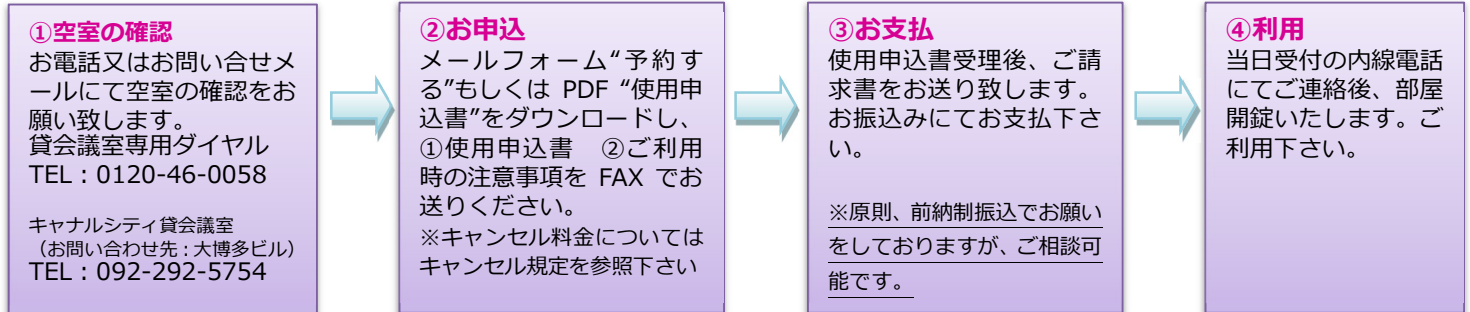 ①空室の確認
お電話又はお問い合せメ
ールにて空室の確認をお
願い致します。
貸会議室専用ダイヤル
TEL：0120-46-0058
キャナルシティ貸会議室
（お問い合わせ先：大博多ビル）
TEL：092-292-5754
②お申込
メールフォーム“予約す
る”もしくは PDF “使用申
込書”をダウンロードし、
①使用申込書　②ご利用
時の注意事項を FAX でお
送りください。
※キャンセル料金については
キャンセル規定を参照下さい
③お支払
使用申込書受理後、ご請
求書をお送り致します。
お振込みにてお支払下さ
い。
※原則、前納制振込でお願い
をしておりますが、ご相談可
能です。
④利用
当日受付の内線電話
にてご連絡後、部屋
開錠いたします。ご
利用下さい。